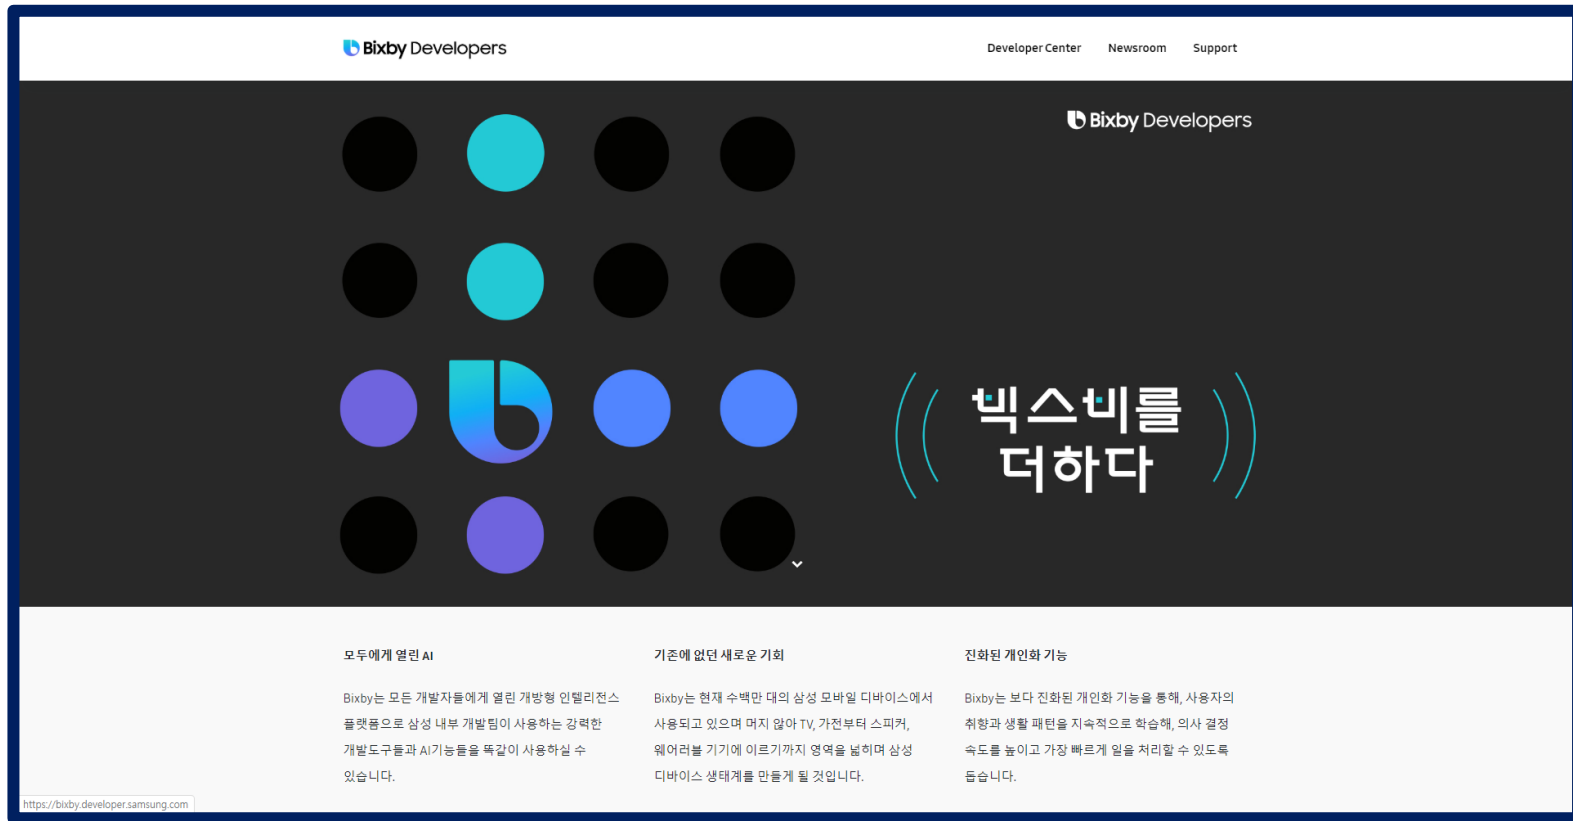 Bixby Developers
Developer Center Newsroom Support
Bixby Developers
빅스비를
더하다
모두에게 열린 AI
Bixby는 모든 개발자들에게 열린 개방형 인텔리전스
플랫폼으로 삼성 내부 개발팀이 사용하는 강력한
개발도구들과 AI기능들을 똑같이 사용하실 수
있습니다.
기존에 없던 새로운 기회
Bixby는 현재 수백만 대의 삼성 모바일 디바이스에서
사용되고 있으며 머지 않아 TV, 가전부터 스피커,
웨어러블 기기에 이르기까지 영역을 넓히며 삼성
디바이스 생태계를 만들게 될 것입니다.
진화된 개인화 기능
Bixby는 보다 진화된 개인화 기능을 통해, 사용자의
취향과 생활 패턴을 지속적으로 학습해, 의사 결정
속도를 높이고 가장 빠르게 일을 처리할 수 있도록
돕습니다.
https://bixby.developer.samsung.com